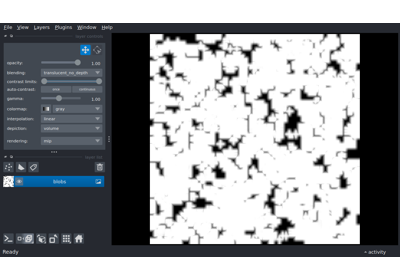 File View Layers Plugins Window Help
opacity: 1.00
blending: translucent_no_depth
contrast limits:
auto-contrast: once continuous
gamma: 1.00
colormap: gray
interpolation: linear
depiction: volume
rendering: mip
blobs
Ready activity